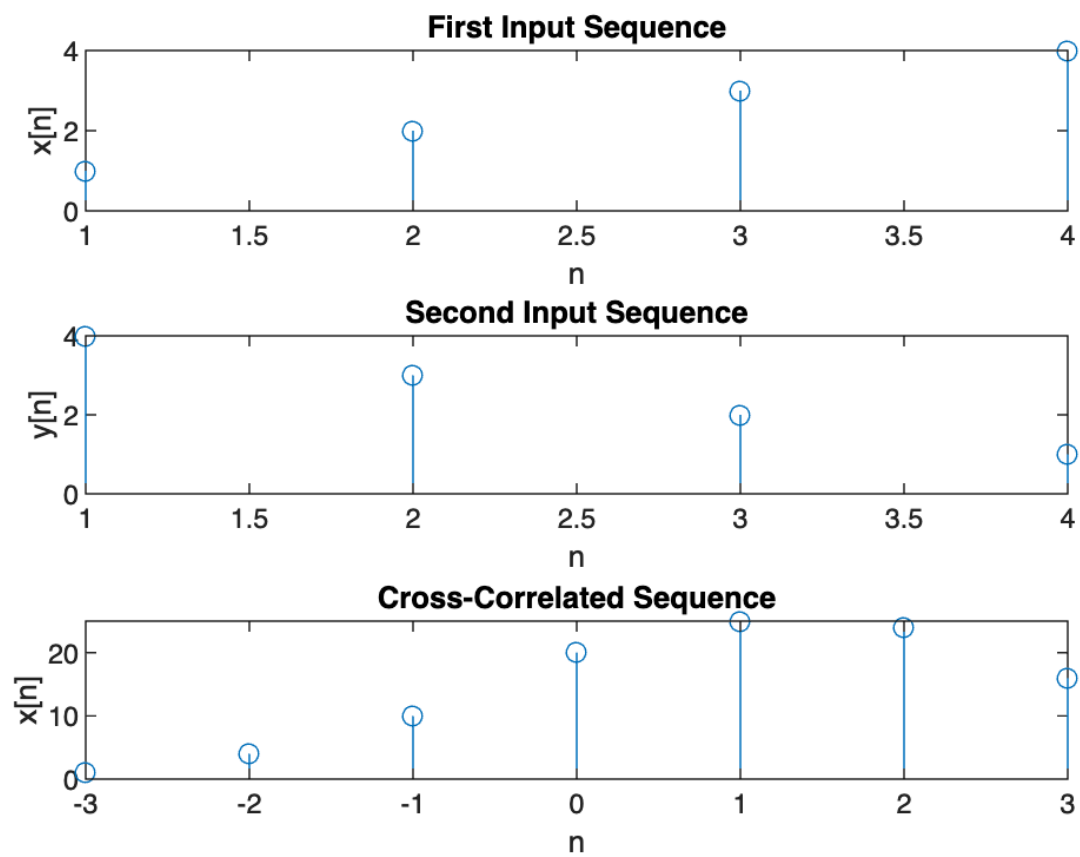 First Input Sequence
4
2
0
x[n]
1 1.5 2 2.5 3 3.5 4
n
Second Input Sequence
4
2
0
y[n]
1 1.5 2 2.5 3 3.5 4
n
Cross-Correlated Sequence
20
10
0
x[n]
-3 -2 -1 0 1 2 3
n